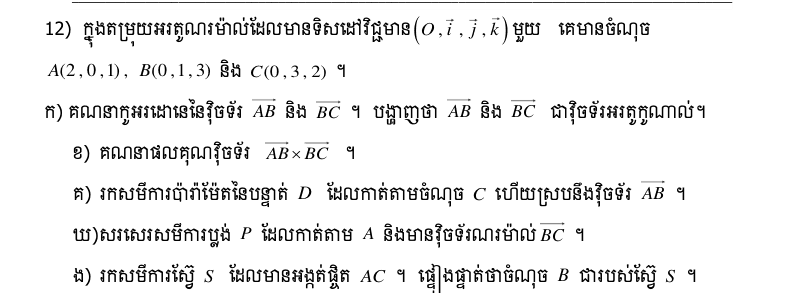 12) ក្នុងតម្រុយអរតូណរម៉ាល់ដែលមានទិសដៅវិជ្ជមាន (O, i⃗, j⃗, k⃗) មួយ គេមានចំណុច
A(2,0,1), B(0,1,3) និង C(0,3,2) ។
ក) គណនាកូអរដោនេនៃវ៉ិចទ័រ AB⃗ និង BC⃗ ។ បង្ហាញថា AB⃗ និង BC⃗ ជាវ៉ិចទ័រអរតូកូណាល់។
ខ) គណនាផលគុណវ៉ិចទ័រ AB⃗×BC⃗ ។
គ) រកសមីការប៉ារ៉ាម៉ែតនៃបន្ទាត់ D ដែលកាត់តាមចំណុច C ហើយស្របនឹងវ៉ិចទ័រ AB⃗ ។
ឃ)សរសេរសមីការប្លង់ P ដែលកាត់តាម A និងមានវ៉ិចទ័រណរម៉ាល់ BC⃗ ។
ង) រកសមីការស្វ៊ែ S ដែលមានអង្កត់ផ្ចិត AC ។ ផ្ទៀងផ្ទាត់ថាចំណុច B ជារបស់ស្វ៊ែ S ។